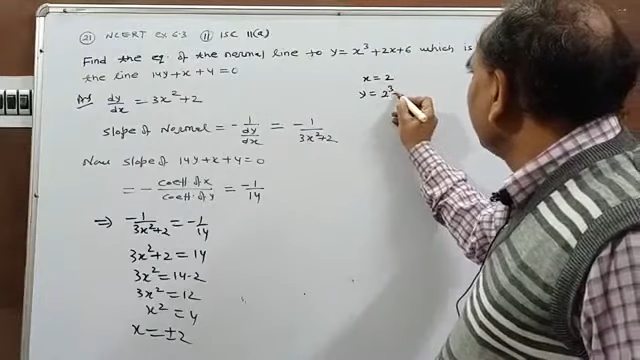 (21) NCERT Ex 6.3 (11) ISC 11(a)
Find the eqⁿ. of the normal line to y = x³ + 2x + 6 which is
the line 14y + x + 4 = 0
Ans dy/dx = 3x² + 2
slope of Normal = - 1/(dy/dx) = - 1/(3x² + 2)
Now slope of 14y + x + 4 = 0
= - coeff. of x / coeff. of y = -1/14
⇒ -1/(3x² + 2) = -1/14
3x² + 2 = 14
3x² = 14 - 2
3x² = 12
x² = 4
x = ±2
x = 2
y = 2³